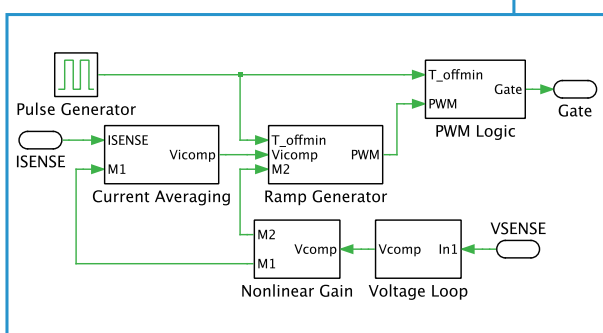 Pulse Generator
T_offmin
PWM
Gate
PWM Logic
Gate
ISENSE
ISENSE
M1
Vicomp
Current Averaging
T_offmin
Vicomp
M2
PWM
Ramp Generator
M2
M1
Vcomp
Nonlinear Gain
Vcomp
In1
Voltage Loop
VSENSE